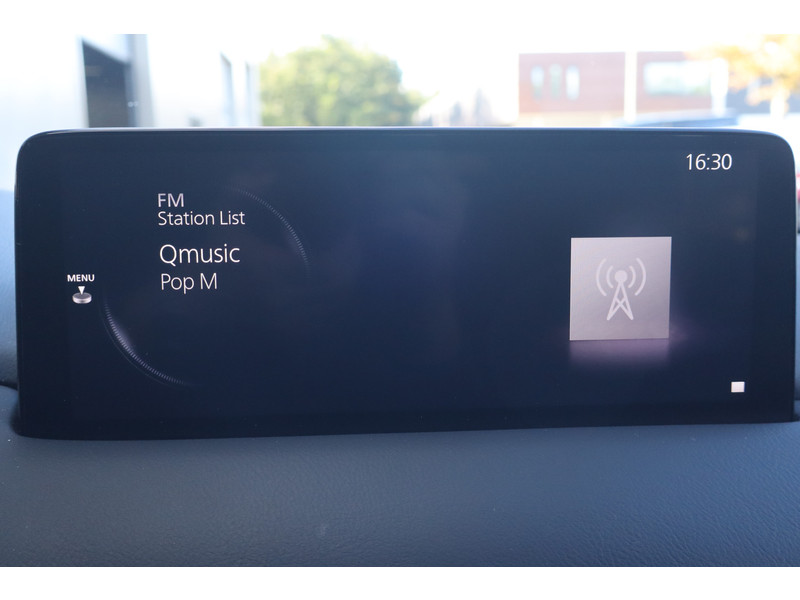 16:30
FM
Station List
Qmusic
Pop M
MENU